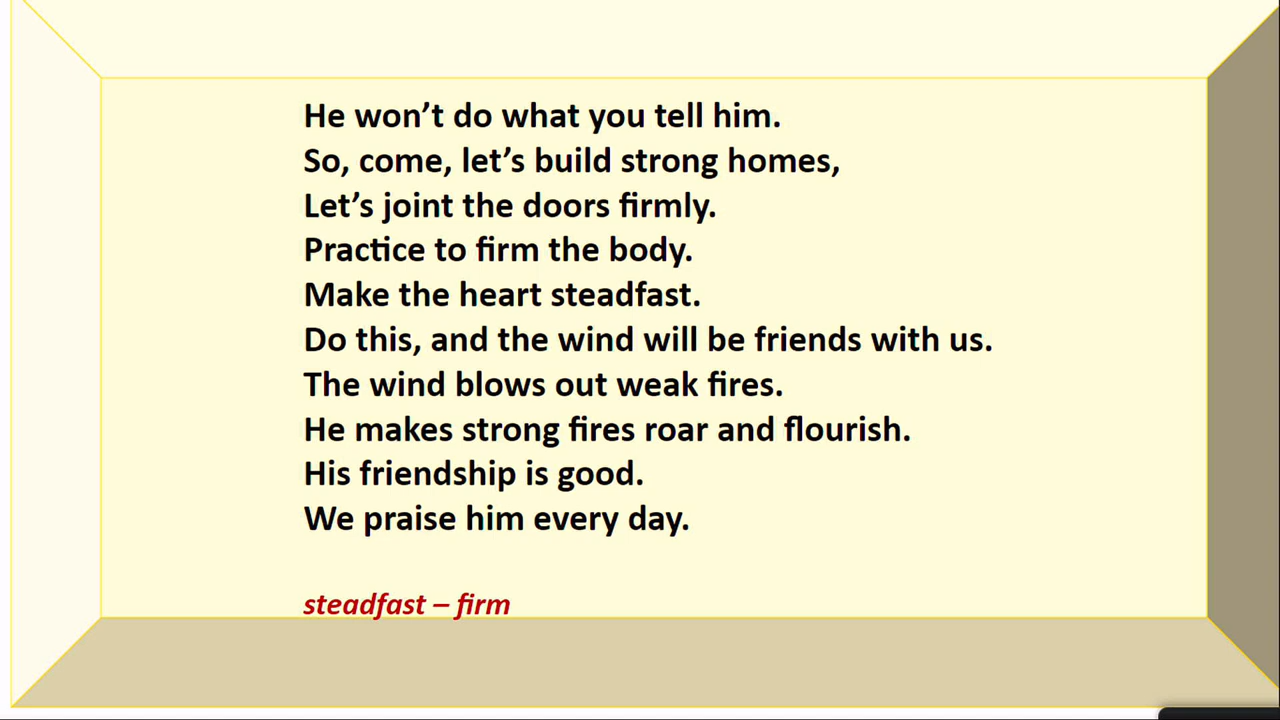 He won’t do what you tell him.
So, come, let’s build strong homes,
Let’s joint the doors firmly.
Practice to firm the body.
Make the heart steadfast.
Do this, and the wind will be friends with us.
The wind blows out weak fires.
He makes strong fires roar and flourish.
His friendship is good.
We praise him every day.
steadfast – firm